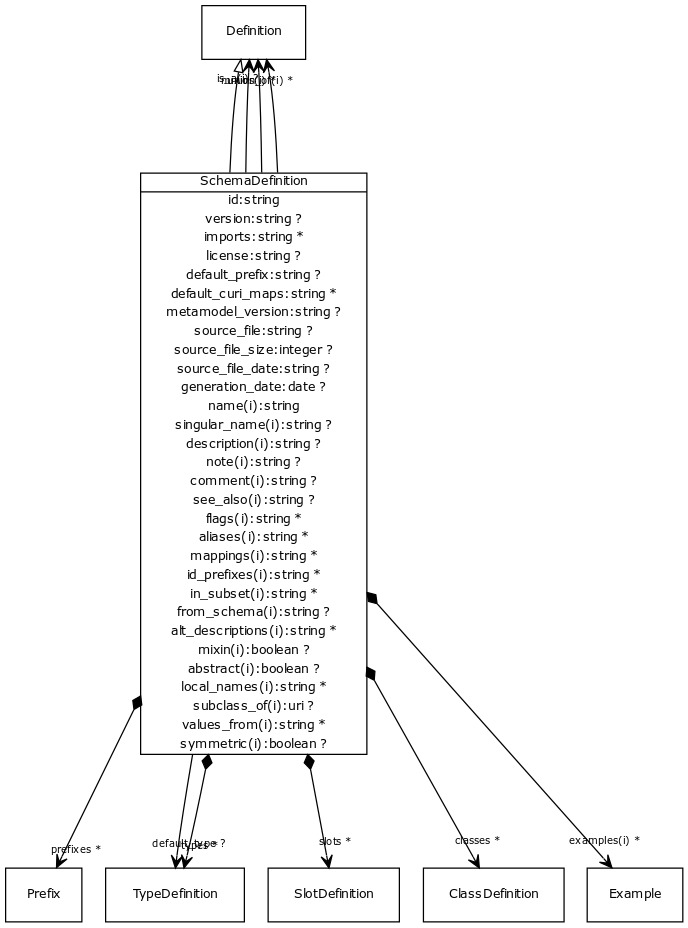 Definition
SchemaDefinition
id:string
version:string ?
imports:string *
license:string ?
default_prefix:string ?
default_curi_maps:string *
metamodel_version:string ?
source_file:string ?
source_file_size:integer ?
source_file_date:string ?
generation_date:date ?
name(i):string
singular_name(i):string ?
description(i):string ?
note(i):string ?
comment(i):string ?
see_also(i):string ?
flags(i):string *
aliases(i):string *
mappings(i):string *
id_prefixes(i):string *
in_subset(i):string *
from_schema(i):string ?
alt_descriptions(i):string *
mixin(i):boolean ?
abstract(i):boolean ?
local_names(i):string *
subclass_of(i):uri ?
values_from(i):string *
symmetric(i):boolean ?
prefixes *
default_type ?
types *
slots *
classes *
examples(i) *
Prefix
TypeDefinition
SlotDefinition
ClassDefinition
Example